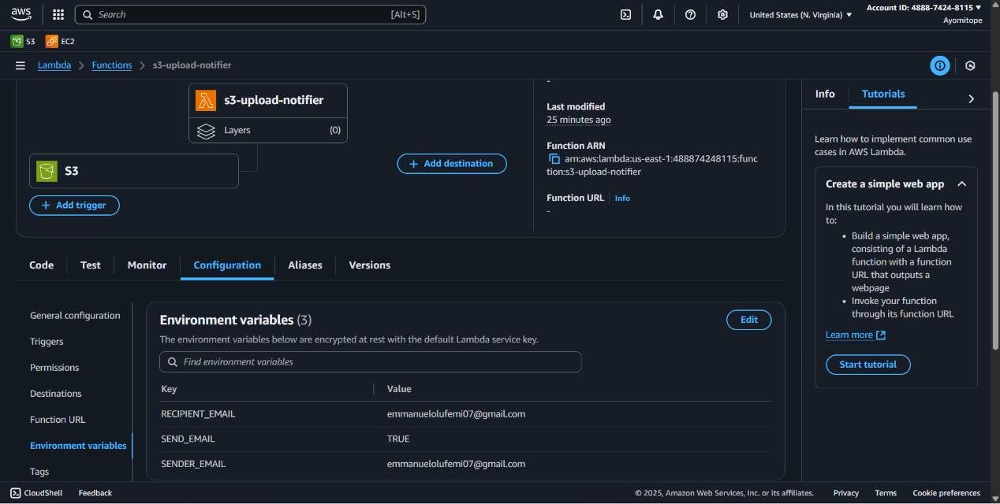 aws
Search
[Alt+S]
United States (N. Virginia) ▼
Account ID: 4888-7424-8115 ▼
Ayomitope
S3
EC2
Lambda > Functions > s3-upload-notifier
s3-upload-notifier
Layers (0)
S3
+ Add trigger
+ Add destination
-
Last modified
25 minutes ago
Function ARN
arn:aws:lambda:us-east-1:488874248115:func
tion:s3-upload-notifier
Function URL Info
-
Code Test Monitor Configuration Aliases Versions
General configuration
Triggers
Permissions
Destinations
Function URL
Environment variables
Tags
Environment variables (3)
Edit
The environment variables below are encrypted at rest with the default Lambda service key.
Find environment variables
Key Value
RECIPIENT_EMAIL emmanuelolufemi07@gmail.com
SEND_EMAIL TRUE
SENDER_EMAIL emmanuelolufemi07@gmail.com
Info Tutorials
Learn how to implement common use
cases in AWS Lambda.
Create a simple web app
In this tutorial you will learn how
to:
• Build a simple web app,
consisting of a Lambda
function with a function
URL that outputs a
webpage
• Invoke your function
through its function URL
Learn more
Start tutorial
CloudShell Feedback
© 2025, Amazon Web Services, Inc. or its affiliates.
Privacy Terms Cookie preferences